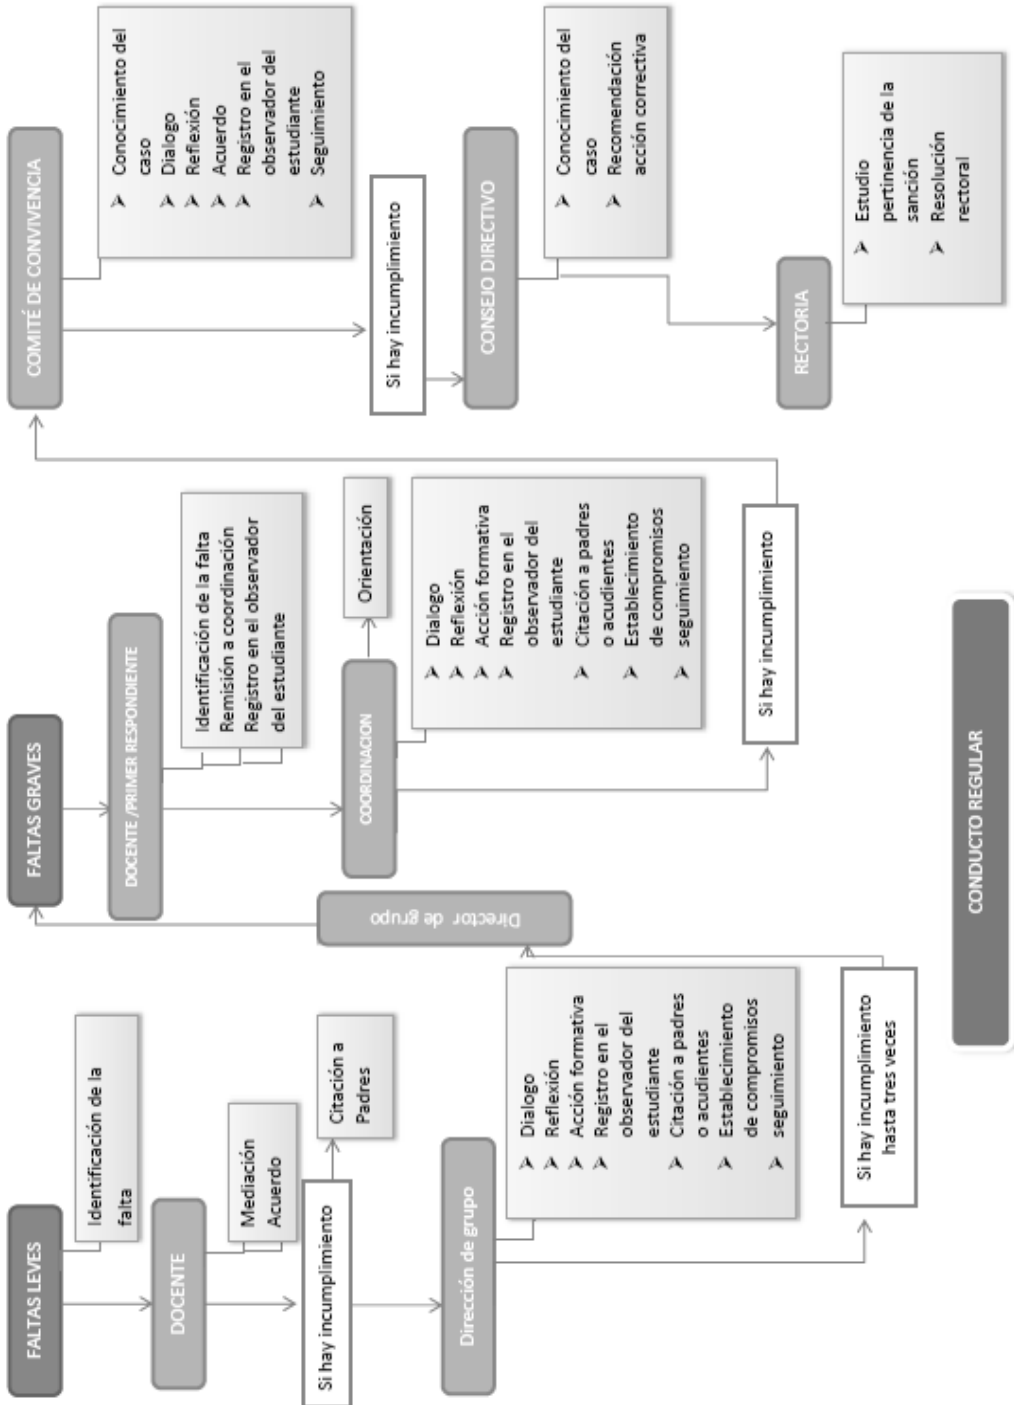 FALTAS LEVES
Identificación de la
falta
DOCENTE
Mediación
Acuerdo
Si hay incumplimiento
Citación a
Padres
Dirección de grupo
➤ Dialogo
➤ Reflexión
➤ Acción formativa
➤ Registro en el
observador del
estudiante
➤ Citación a padres
o acudientes
➤ Establecimiento
de compromisos
➤ seguimiento
Si hay incumplimiento
hasta tres veces
Director de grupo
FALTAS GRAVES
DOCENTE /PRIMER RESPONDIENTE
Identificación de la falta
Remisión a coordinación
Registro en el observador
del estudiante
COORDINACION
Orientación
➤ Dialogo
➤ Reflexión
➤ Acción formativa
➤ Registro en el
observador del
estudiante
➤ Citación a padres
o acudientes
➤ Establecimiento
de compromisos
➤ seguimiento
Si hay incumplimiento
COMITÉ DE CONVIVENCIA
➤ Conocimiento del
caso
➤ Dialogo
➤ Reflexión
➤ Acuerdo
➤ Registro en el
observador del
estudiante
➤ Seguimiento
Si hay incumplimiento
CONSEJO DIRECTIVO
➤ Conocimiento del
caso
➤ Recomendación
acción correctiva
RECTORIA
➤ Estudio
pertinencia de la
sanción
➤ Resolución
rectoral
CONDUCTO REGULAR